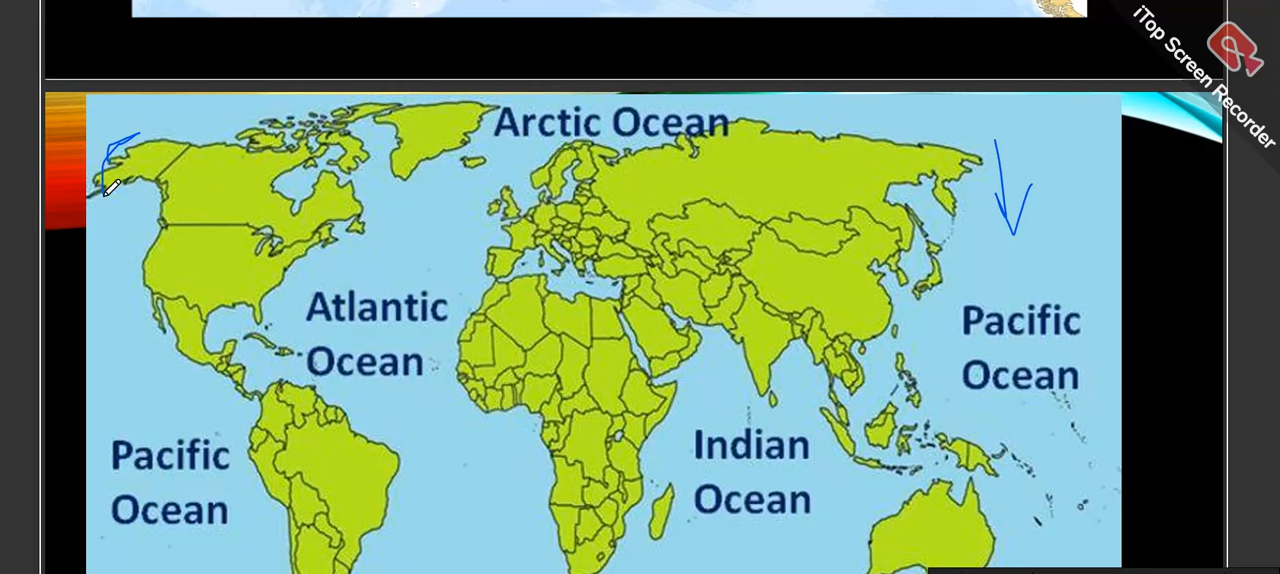 iTop Screen Recorder
Arctic Ocean
Atlantic
Ocean
Pacific
Ocean
Pacific
Ocean
Indian
Ocean